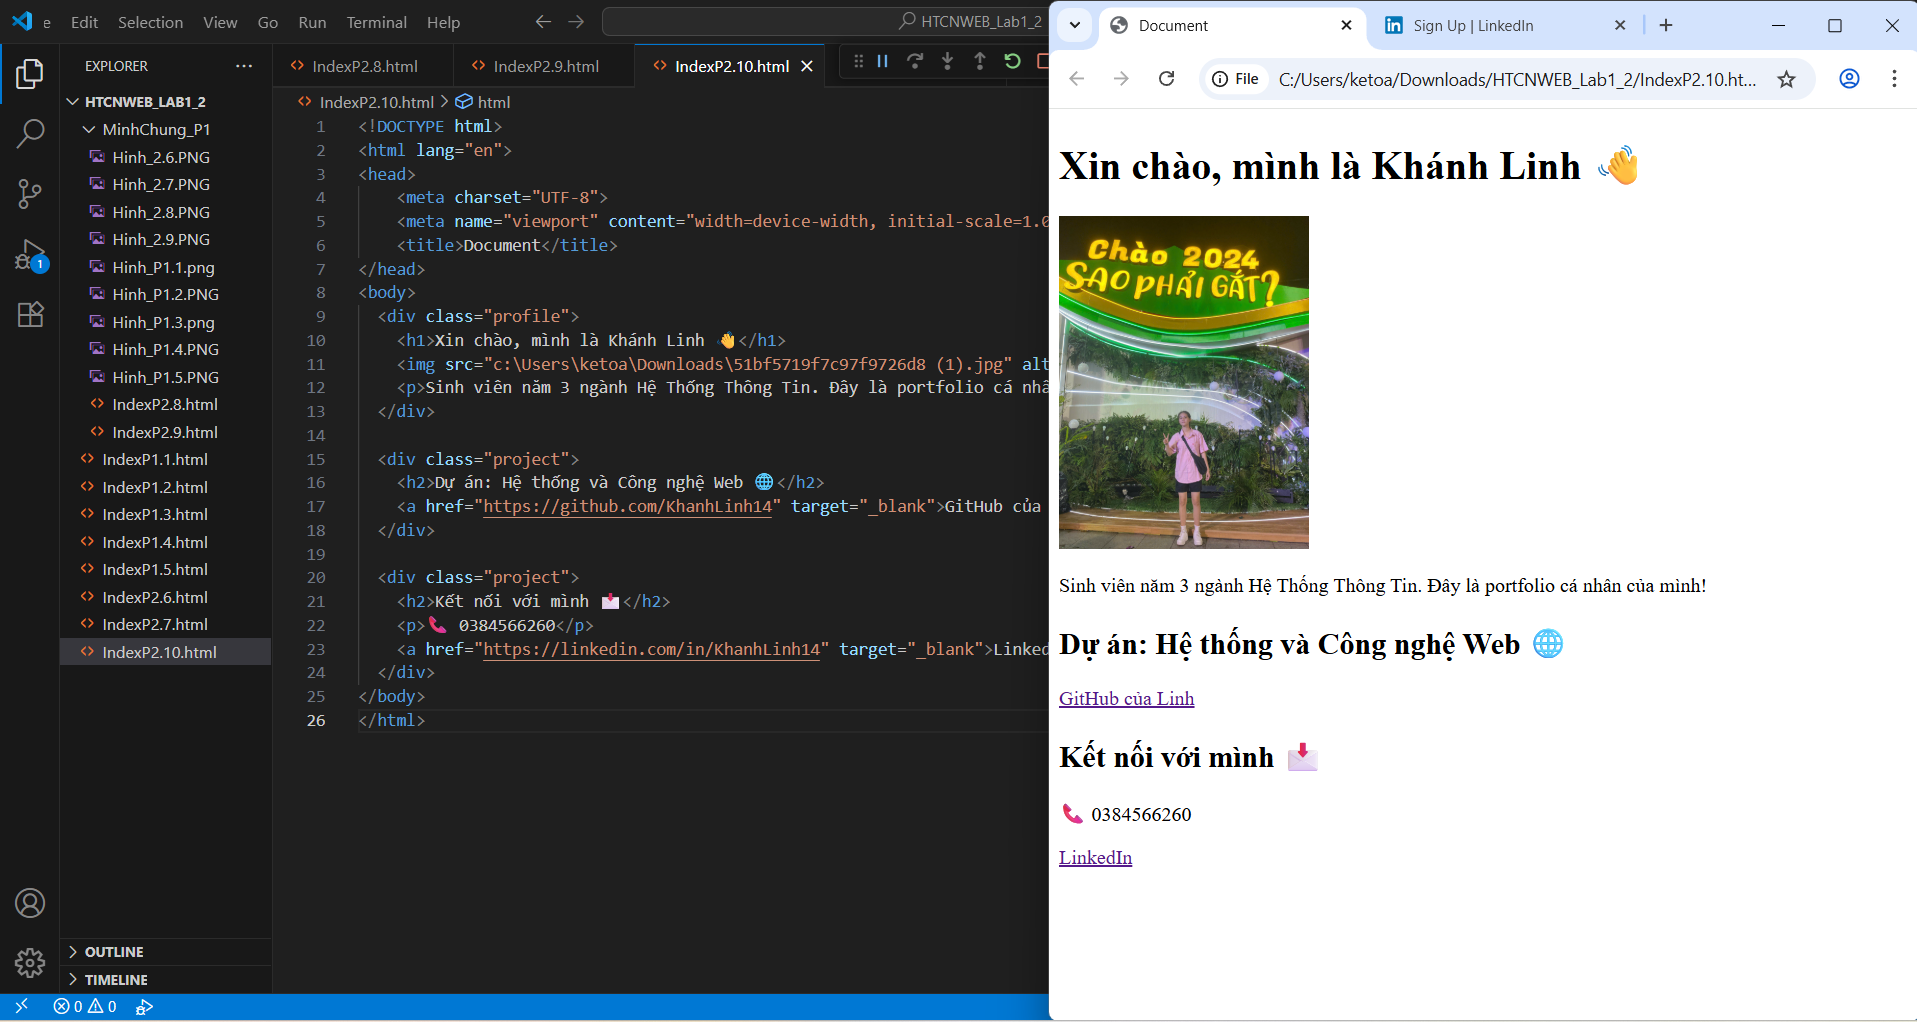 e Edit Selection View Go Run Terminal Help
HTCNWEB_Lab1_2
EXPLORER
HTCNWEB_LAB1_2
MinhChung_P1
Hinh_2.6.PNG
Hinh_2.7.PNG
Hinh_2.8.PNG
Hinh_2.9.PNG
Hinh_P1.1.png
Hinh_P1.2.PNG
Hinh_P1.3.png
Hinh_P1.4.PNG
Hinh_P1.5.PNG
IndexP2.8.html
IndexP2.9.html
IndexP1.1.html
IndexP1.2.html
IndexP1.3.html
IndexP1.4.html
IndexP1.5.html
IndexP2.6.html
IndexP2.7.html
IndexP2.10.html
OUTLINE
TIMELINE
0 0
1
IndexP2.8.html IndexP2.9.html IndexP2.10.html
IndexP2.10.html > html
1 <!DOCTYPE html>
2 <html lang="en">
3 <head>
4 <meta charset="UTF-8">
5 <meta name="viewport" content="width=device-width, initial-scale=1.0
6 <title>Document</title>
7 </head>
8 <body>
9 <div class="profile">
10 <h1>Xin chào, mình là Khánh Linh 👋</h1>
11 <img src="c:\Users\ketoa\Downloads\51bf5719f7c97f9726d8 (1).jpg" alt
12 <p>Sinh viên năm 3 ngành Hệ Thống Thông Tin. Đây là portfolio cá nhâ
13 </div>
14
15 <div class="project">
16 <h2>Dự án: Hệ thống và Công nghệ Web 🌐</h2>
17 <a href="https://github.com/KhanhLinh14" target="_blank">GitHub của
18 </div>
19
20 <div class="project">
21 <h2>Kết nối với mình 📩</h2>
22 <p>📞 0384566260</p>
23 <a href="https://linkedin.com/in/KhanhLinh14" target="_blank">Linked
24 </div>
25 </body>
26 </html>
Document
Sign Up | LinkedIn
File C:/Users/ketoa/Downloads/HTCNWEB_Lab1_2/IndexP2.10.ht...
Xin chào, mình là Khánh Linh 👋
Chào 2024
SAO PHẢI GẮT?
Sinh viên năm 3 ngành Hệ Thống Thông Tin. Đây là portfolio cá nhân của mình!
Dự án: Hệ thống và Công nghệ Web 🌐
GitHub của Linh
Kết nối với mình 📩
📞 0384566260
LinkedIn